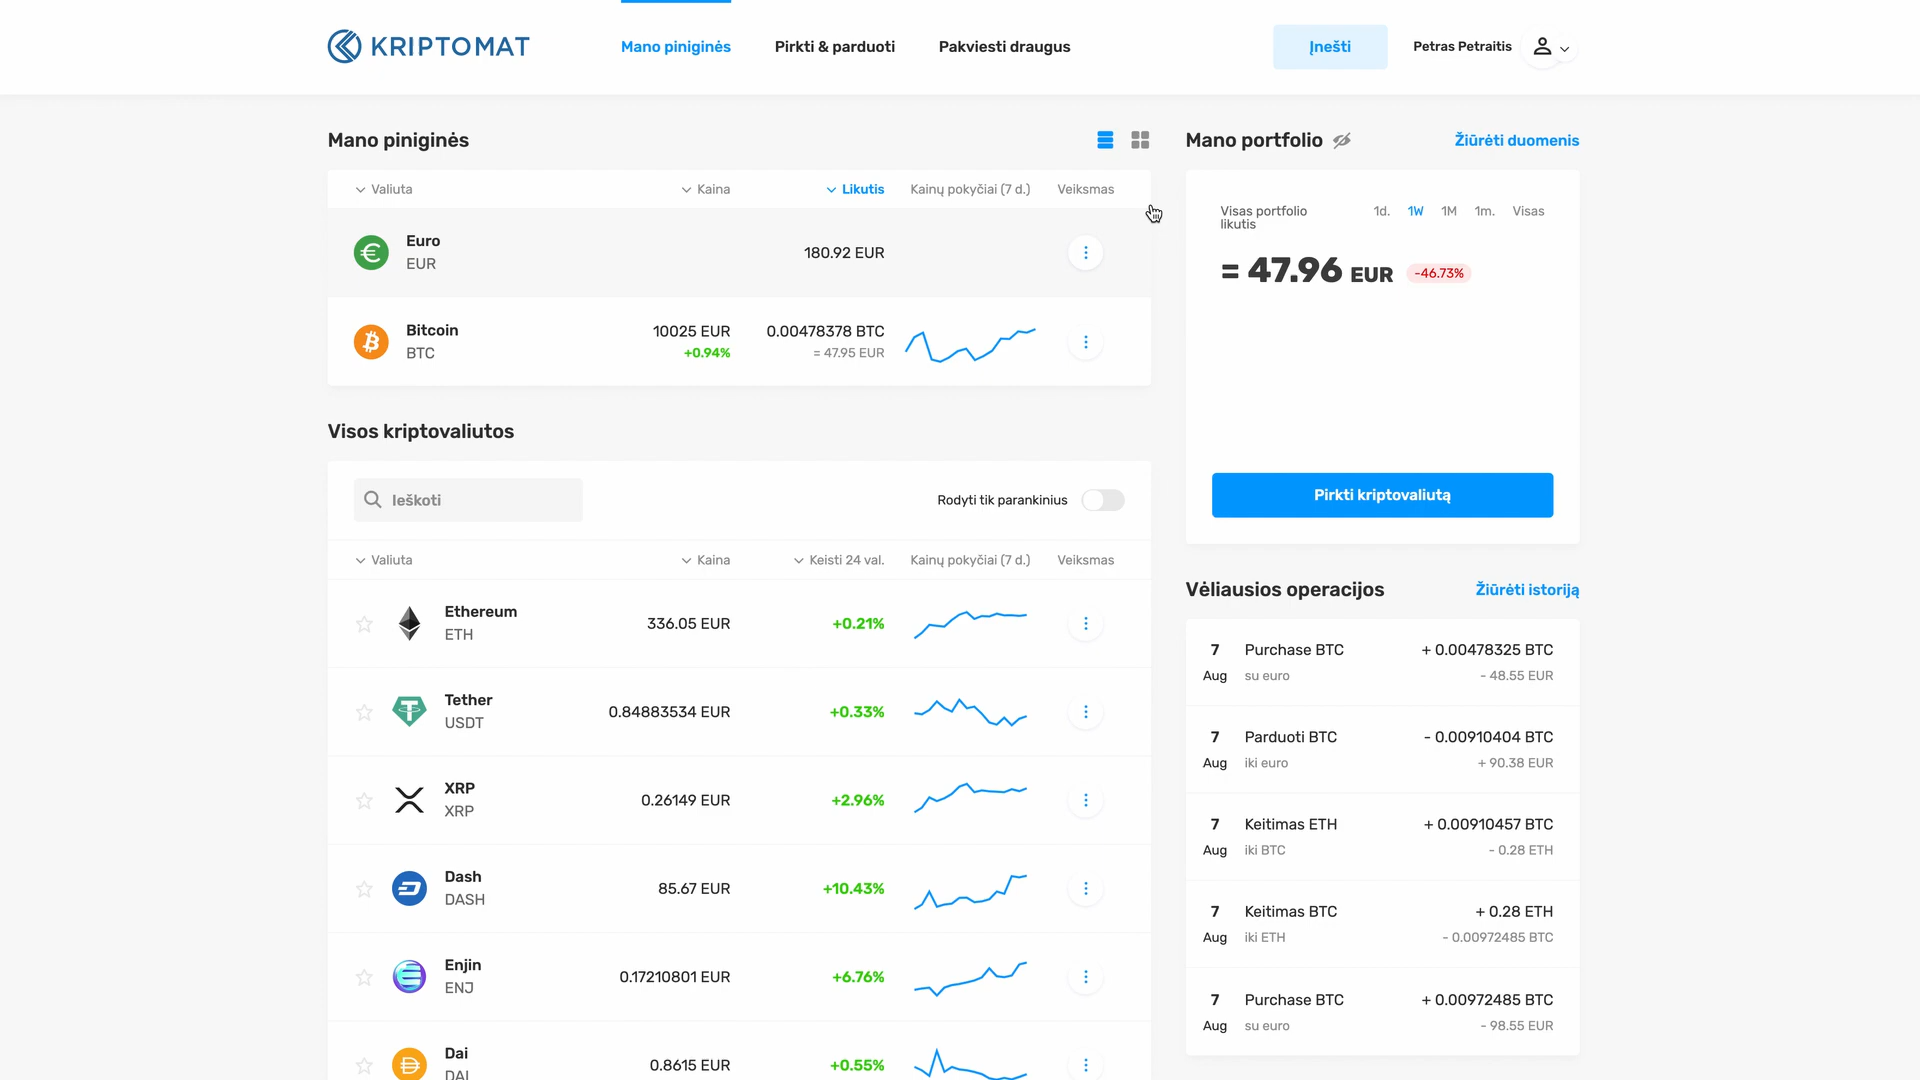 KRIPTOMAT
Mano piniginės
Pirkti & parduoti
Pakviesti draugus
Įnešti
Petras Petraitis
Mano piniginės
Valiuta
Kaina
Likutis
Kainų pokyčiai (7 d.)
Veiksmas
Euro
EUR
180.92 EUR
Bitcoin
BTC
10025 EUR
+0.94%
0.00478378 BTC
= 47.95 EUR
Visos kriptovaliutos
Ieškoti
Rodyti tik parankinius
Valiuta
Kaina
Keisti 24 val.
Kainų pokyčiai (7 d.)
Veiksmas
Ethereum
ETH
336.05 EUR
+0.21%
Tether
USDT
0.84883534 EUR
+0.33%
XRP
XRP
0.26149 EUR
+2.96%
Dash
DASH
85.67 EUR
+10.43%
Enjin
ENJ
0.17210801 EUR
+6.76%
Dai
DAI
0.8615 EUR
+0.55%
Mano portfolio
Žiūrėti duomenis
Visas portfolio
likutis
1d.
1W
1M
1m.
Visas
= 47.96 EUR
-46.73%
Pirkti kriptovaliutą
Vėliausios operacijos
Žiūrėti istoriją
7 Purchase BTC + 0.00478325 BTC
Aug su euro - 48.55 EUR
7 Parduoti BTC - 0.00910404 BTC
Aug iki euro + 90.38 EUR
7 Keitimas ETH + 0.00910457 BTC
Aug iki BTC - 0.28 ETH
7 Keitimas BTC + 0.28 ETH
Aug iki ETH - 0.00972485 BTC
7 Purchase BTC + 0.00972485 BTC
Aug su euro - 98.55 EUR